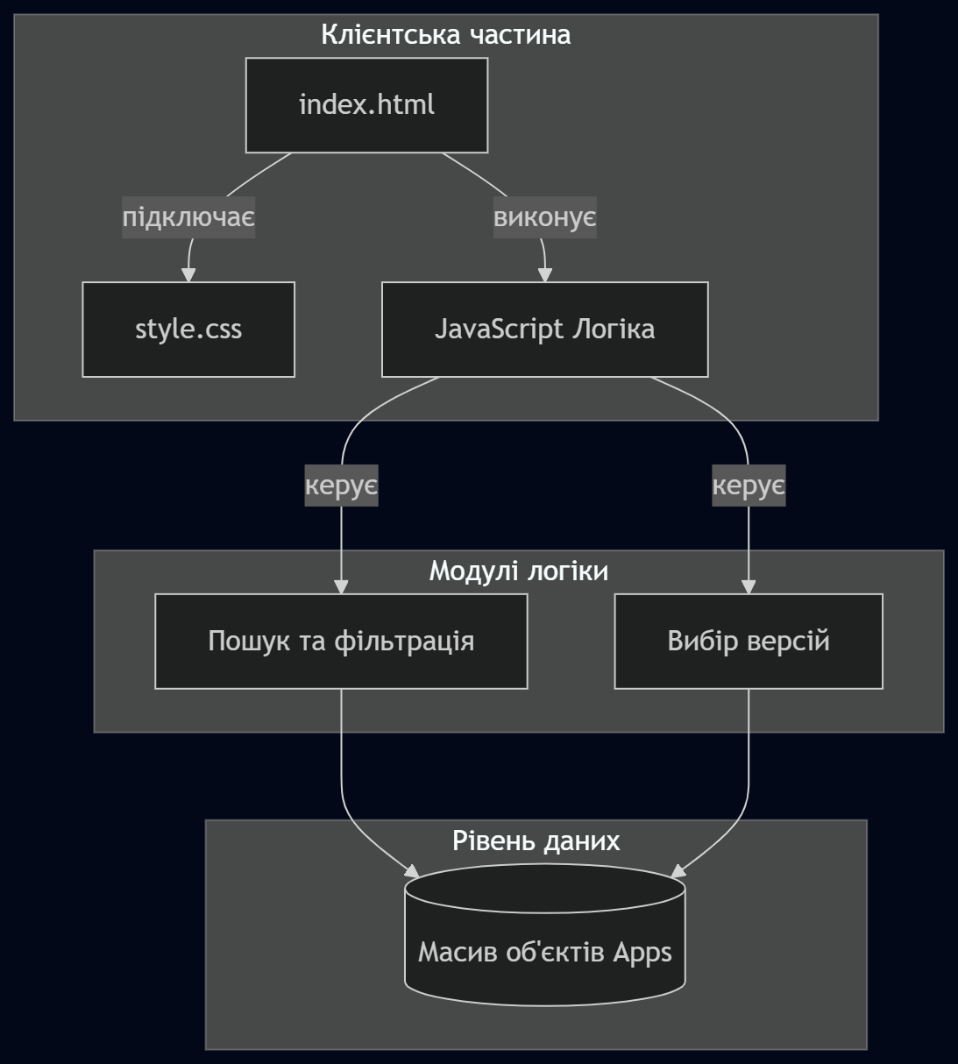 Клієнтська частина
index.html
підключає
виконує
style.css
JavaScript Логіка
керує
керує
Модулі логіки
Пошук та фільтрація
Вибір версій
Рівень даних
Масив об'єктів Apps